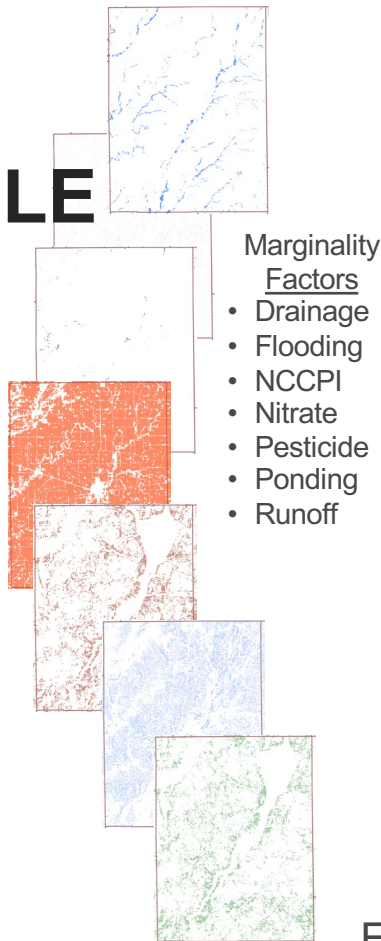 LE
Marginality
Factors
• Drainage
• Flooding
• NCCPI
• Nitrate
• Pesticide
• Ponding
• Runoff